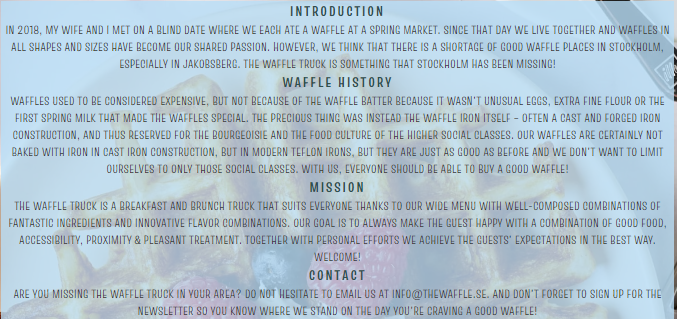 INTRODUCTION
IN 2018, MY WIFE AND I MET ON A BLIND DATE WHERE WE EACH ATE A WAFFLE AT A SPRING MARKET. SINCE THAT DAY WE LIVE TOGETHER AND WAFFLES IN
ALL SHAPES AND SIZES HAVE BECOME OUR SHARED PASSION. HOWEVER, WE THINK THAT THERE IS A SHORTAGE OF GOOD WAFFLE PLACES IN STOCKHOLM,
ESPECIALLY IN JAKOBSBERG. THE WAFFLE TRUCK IS SOMETHING THAT STOCKHOLM HAS BEEN MISSING!
WAFFLE HISTORY
WAFFLES USED TO BE CONSIDERED EXPENSIVE, BUT NOT BECAUSE OF THE WAFFLE BATTER BECAUSE IT WASN'T UNUSUAL EGGS, EXTRA FINE FLOUR OR THE
FIRST SPRING MILK THAT MADE THE WAFFLES SPECIAL. THE PRECIOUS THING WAS INSTEAD THE WAFFLE IRON ITSELF – OFTEN A CAST AND FORGED IRON
CONSTRUCTION, AND THUS RESERVED FOR THE BOURGEOISIE AND THE FOOD CULTURE OF THE HIGHER SOCIAL CLASSES. OUR WAFFLES ARE CERTAINLY NOT
BAKED WITH IRON IN CAST IRON CONSTRUCTION, BUT IN MODERN TEFLON IRONS, BUT THEY ARE JUST AS GOOD AS BEFORE AND WE DON'T WANT TO LIMIT
OURSELVES TO ONLY THOSE SOCIAL CLASSES. WITH US, EVERYONE SHOULD BE ABLE TO BUY A GOOD WAFFLE!
MISSION
THE WAFFLE TRUCK IS A BREAKFAST AND BRUNCH TRUCK THAT SUITS EVERYONE THANKS TO OUR WIDE MENU WITH WELL-COMPOSED COMBINATIONS OF
FANTASTIC INGREDIENTS AND INNOVATIVE FLAVOR COMBINATIONS. OUR GOAL IS TO ALWAYS MAKE THE GUEST HAPPY WITH A COMBINATION OF GOOD FOOD,
ACCESSIBILITY, PROXIMITY & PLEASANT TREATMENT. TOGETHER WITH PERSONAL EFFORTS WE ACHIEVE THE GUESTS' EXPECTATIONS IN THE BEST WAY.
WELCOME!
CONTACT
ARE YOU MISSING THE WAFFLE TRUCK IN YOUR AREA? DO NOT HESITATE TO EMAIL US AT INFO@THEWAFFLE.SE. AND DON'T FORGET TO SIGN UP FOR THE
NEWSLETTER SO YOU KNOW WHERE WE STAND ON THE DAY YOU'RE CRAVING A GOOD WAFFLE!